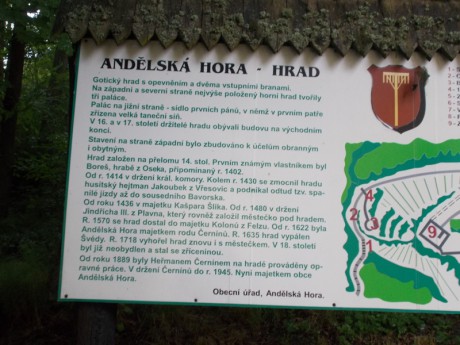 ANDĚLSKÁ HORA - HRAD
Gotický hrad s opevněním a dvěma vstupními branami.
Na západní a severní straně nejvýše položený horní hrad tvořily
tři paláce.
Palác na jižní straně - sídlo prvních pánů, v němž v prvním patře
zřízena velká taneční síň.
V 16. a v 17. století držitelé hradu obývali budovu na východním
konci.
Stavení na straně západní bylo zbudováno k účelům obranným
i obytným.
Hrad založen na přelomu 14. stol. Prvním známým vlastníkem byl
Boreš, hrabě z Oseka, připomínaný r. 1402.
Od r. 1414 v držení král. komory. Kolem r. 1430 se zmocnil hradu
husitský hejtman Jakoubek z Vřesovic a podnikal odtud tzv. spa-
nilé jízdy až do sousedního Bavorska.
Od roku 1436 v majetku Kašpara Šlika. Od r. 1480 v držení
Jindřicha III. z Plavna, který rovněž založil městečko pod hradem.
R. 1570 se hrad dostal do majetku Kolonů z Felzu. Od r. 1622 byla
Andělská Hora majetkem rodu Černínů. R. 1635 hrad vypálen
Švédy. R. 1718 vyhořel hrad znovu i s městečkem. V 18. století
byl již neobydlen a stal se zříceninou.
Od roku 1889 byly Heřmanem Černínem na hradě prováděny op-
ravné práce. V držení Černínů do r. 1945. Nyní majetkem obce
Andělská Hora.
Obecní úřad, Andělská Hora.
4
2
3
1
9